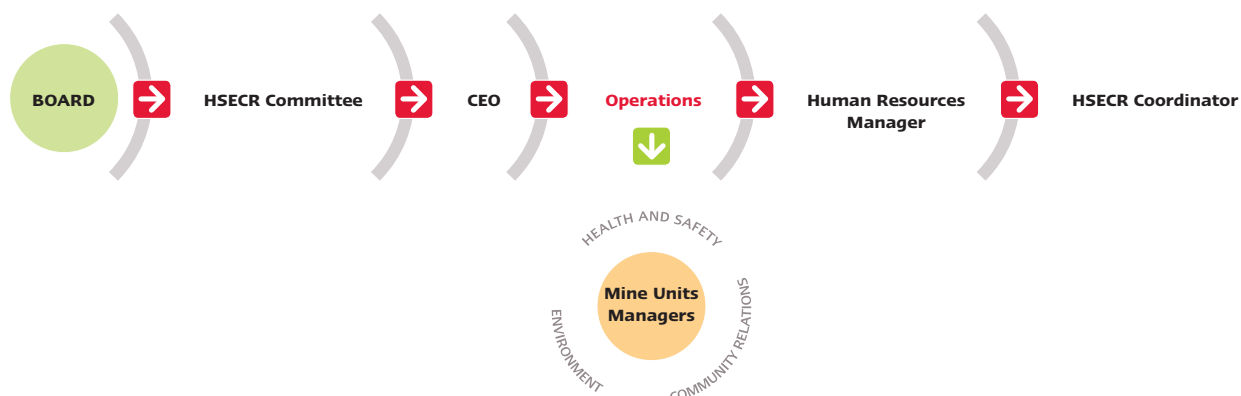 BOARD
HSECR Committee
CEO
Operations
Human Resources
Manager
HSECR Coordinator
HEALTH AND SAFETY
Mine Units
Managers
ENVIRONMENT
COMMUNITY RELATIONS